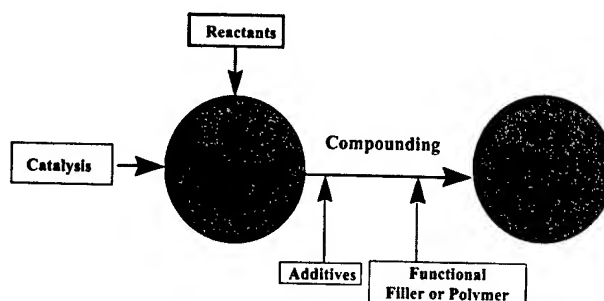 Reactants
Compounding
Catalysis
Additives
Functional
Filler or Polymer